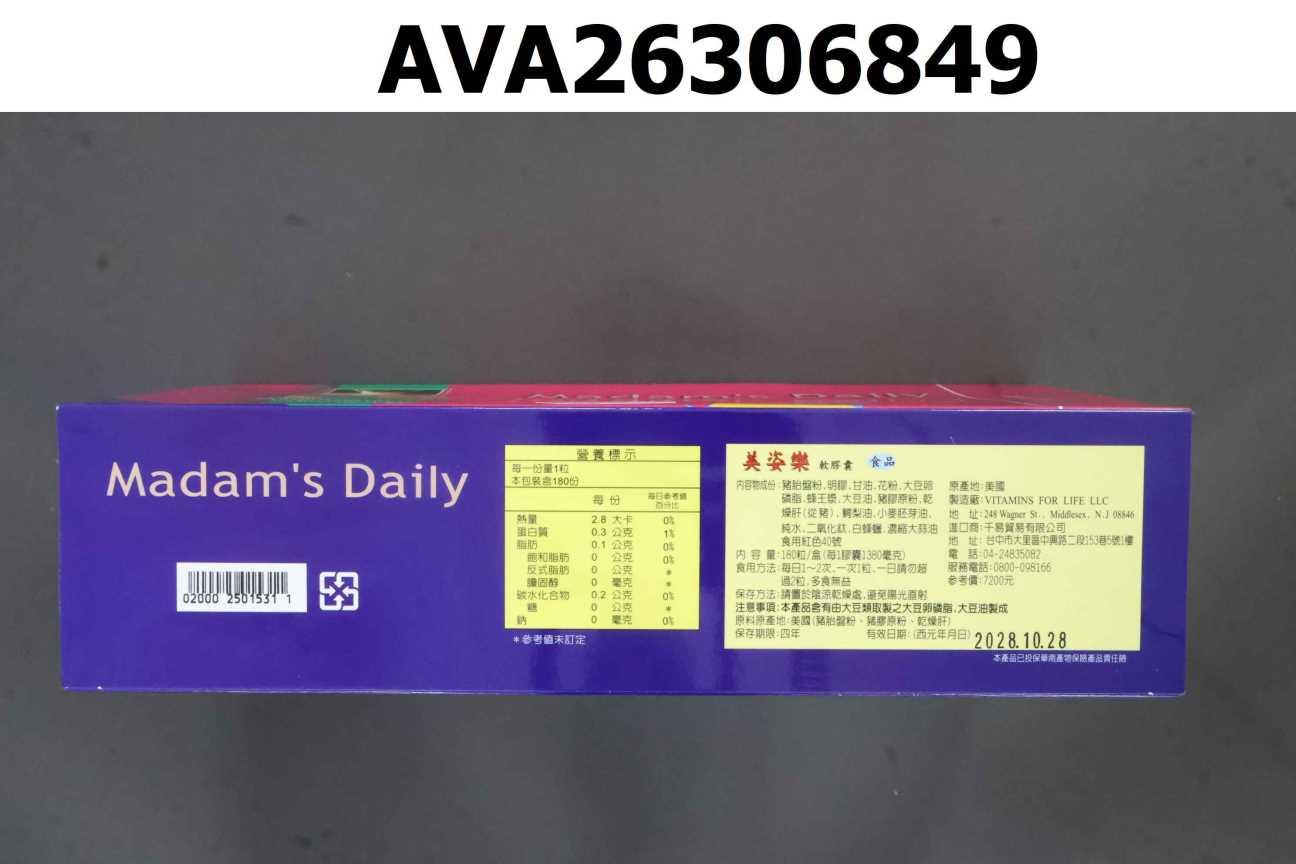 AVA26306849
Madam's Daily
Madam's Daily
02000 2501531 1
營養標示
每一份量1粒
本包裝含180份
每 份 每日參考值百分比
熱量 2.8 大卡 0%
蛋白質 0.3 公克 1%
脂肪 0.1 公克 0%
飽和脂肪 0 公克 0%
反式脂肪 0 公克 *
膽固醇 0 毫克 *
碳水化合物 0.2 公克 0%
糖 0 公克 *
鈉 0 毫克 0%
*參考值未訂定
美姿樂 軟膠囊 食品
內容物成份:豬胎盤粉,明膠,甘油,花粉,大豆卵
磷脂,蜂王漿,大豆油,豬膠原粉,乾
燥肝(從豬),鱷梨油,小麥胚芽油,
純水,二氧化鈦,白蜂蠟,濃縮大蒜油
食用紅色40號
內 容 量:180粒/盒(每1膠囊1380毫克)
食用方法:每日1~2次,一次1粒,一日請勿超
過2粒,多食無益
保存方法:請置於陰涼乾燥處,避免陽光直射
注意事項:本產品含有由大豆類取製之大豆卵磷脂,大豆油製成
原料原產地:美國(豬胎盤粉、豬膠原粉、乾燥肝)
保存期限:四年 有效日期:(西元年月日) 2028.10.28
原產地:美國
製造廠:VITAMINS FOR LIFE LLC
地 址:248 Wagner St., Middlesex, N.J 08846
進口商:千易貿易有限公司
地 址:台中市大里區中興路二段153巷5號1樓
電 話:04-24835082
服務電話:0800-098166
參考價:7200元
本產品已投保華南產物保險產品責任險